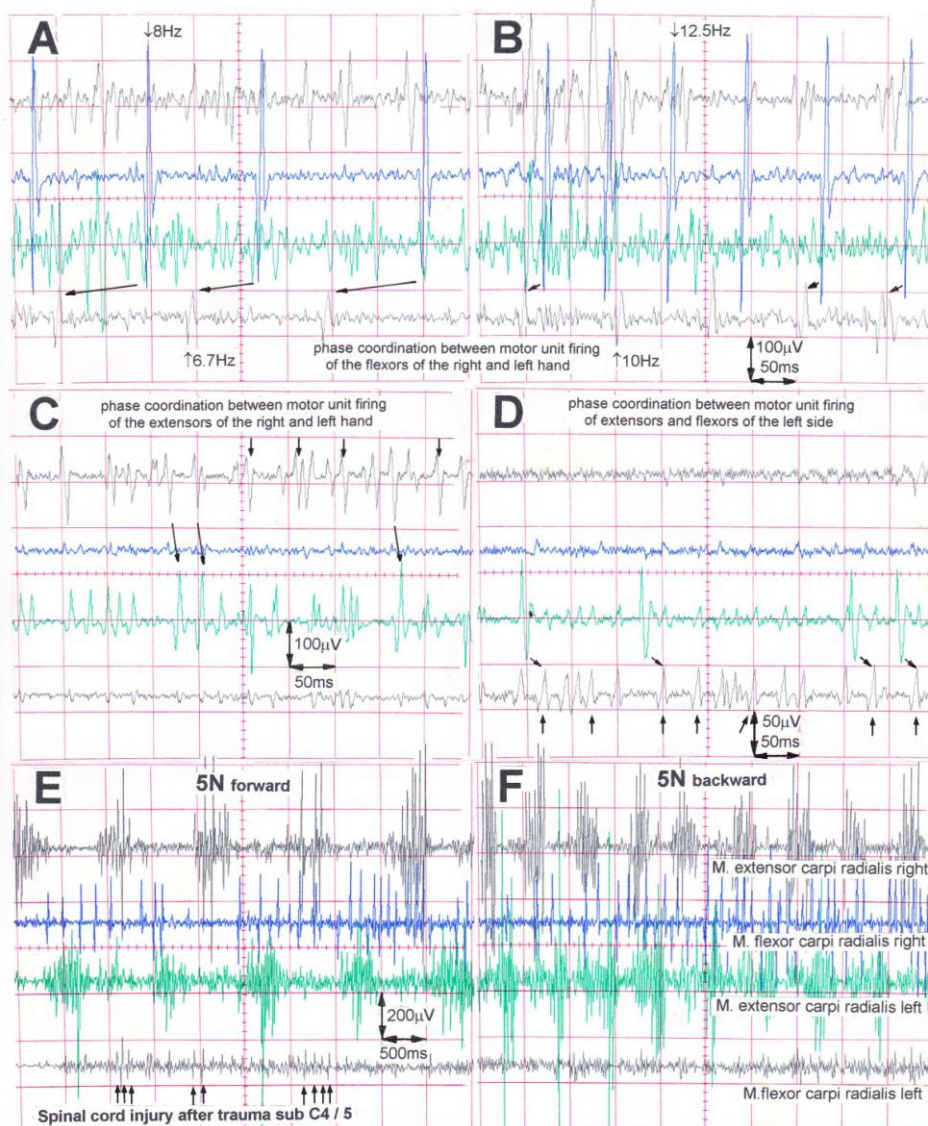 A
↓8Hz
B
↓12.5Hz
↑6.7Hz
phase coordination between motor unit firing
of the flexors of the right and left hand
↑10Hz
100µV
50ms
C
phase coordination between motor unit firing
of the extensors of the right and left hand
D
phase coordination between motor unit firing
of extensors and flexors of the left side
100µV
50ms
50µV
50ms
E
5N forward
F
5N backward
M. extensor carpi radialis right
M. flexor carpi radialis right
M. extensor carpi radialis left
200µV
500ms
M.flexor carpi radialis left
Spinal cord injury after trauma sub C4 / 5